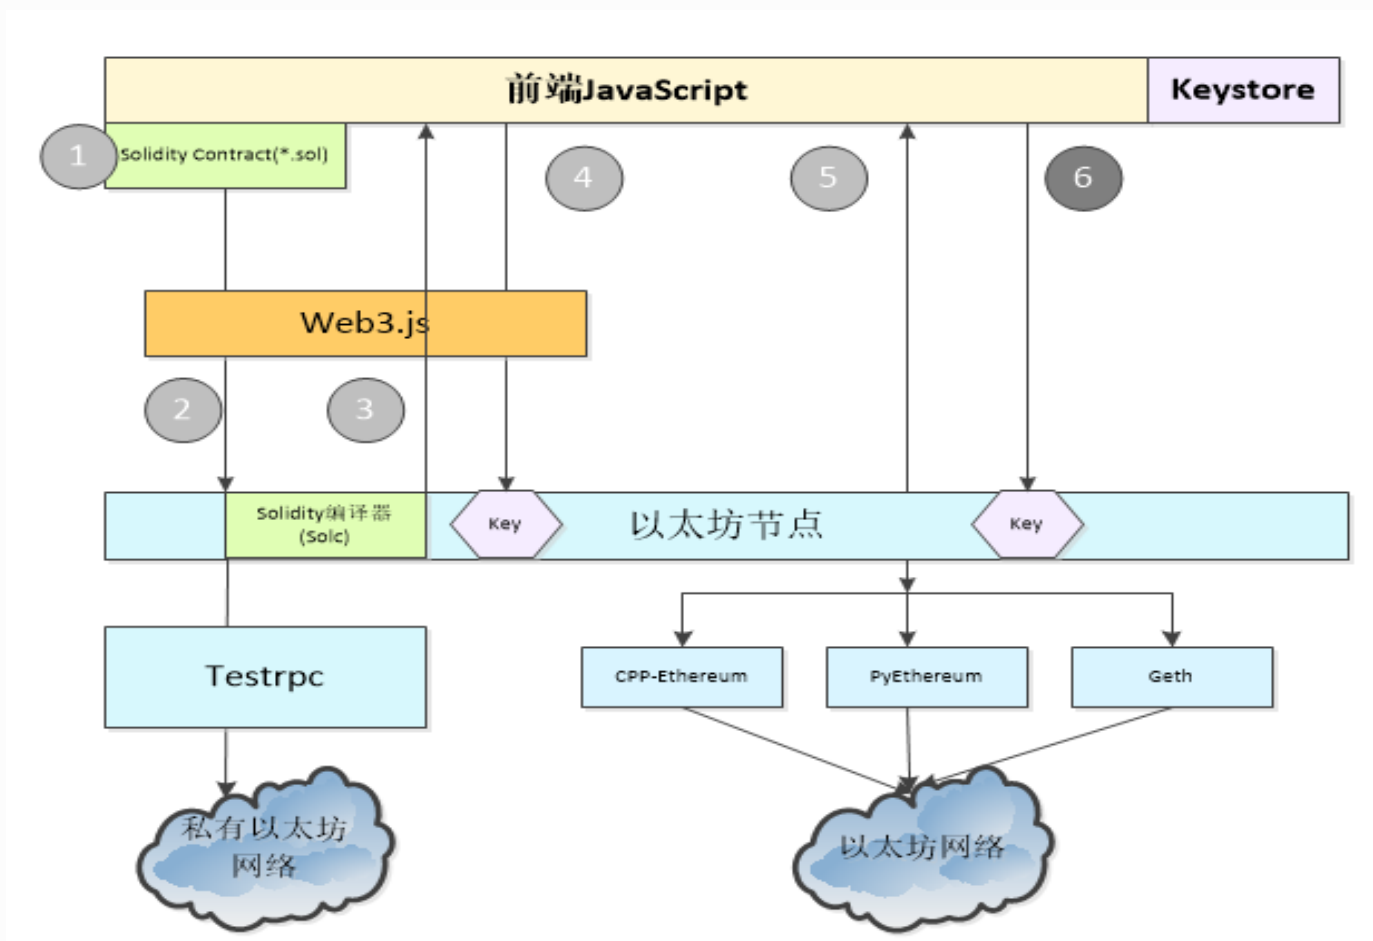 前端JavaScript
Keystore
1
Solidity Contract(*.sol)
4
5
6
Web3.js
2
3
Solidity编译器
(Solc)
Key
以太坊节点
Key
Testrpc
CPP-Ethereum
PyEthereum
Geth
私有以太坊
网络
以太坊网络